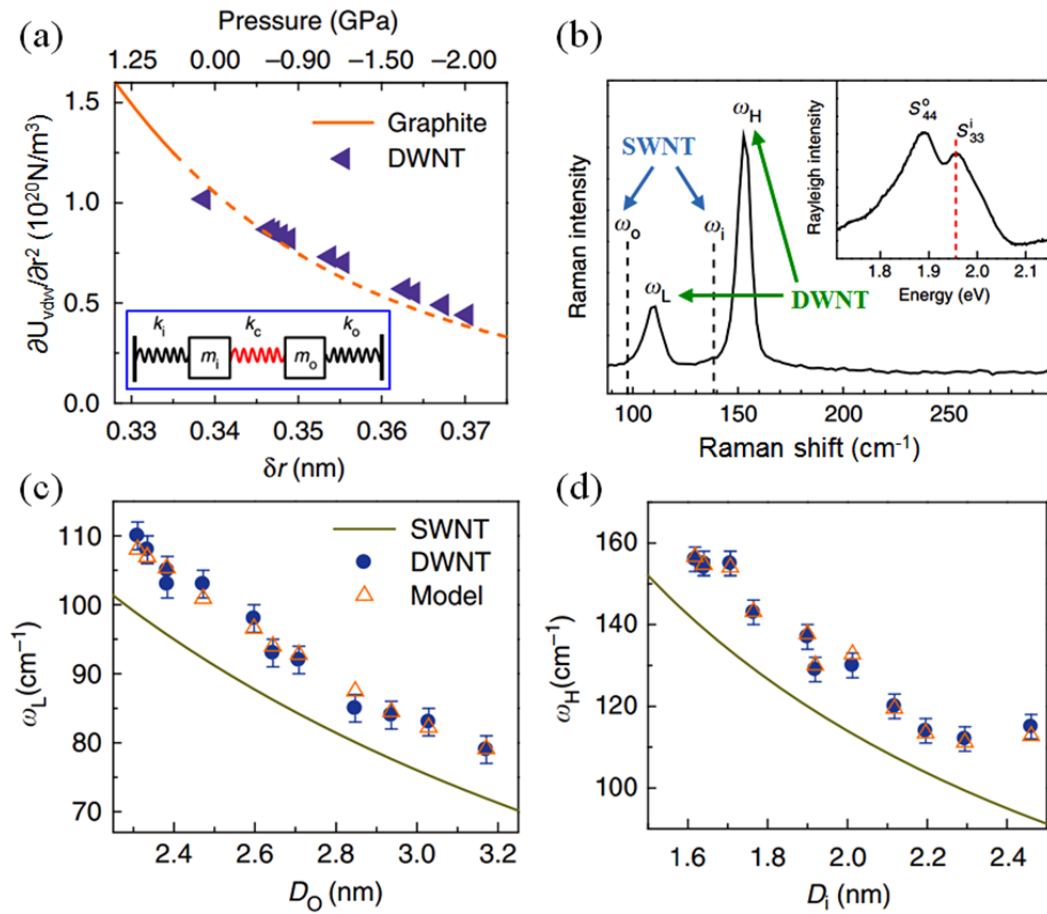 (a)
Pressure (GPa)
1.25 0.00 −0.90 −1.50 −2.00
1.5
1.0
0.5
0.0
∂U_vdw/∂r² (10²⁰N/m³)
Graphite
DWNT
k_i k_c k_o
m_i m_o
0.33 0.34 0.35 0.36 0.37
δr (nm)
(b)
Raman intensity
SWNT
ω_H
ω_o
ω_i
ω_L
DWNT
Rayleigh intensity
S₄₄ᵒ
S₃₃ⁱ
1.8 1.9 2.0 2.1
Energy (eV)
100 150 200 250
Raman shift (cm⁻¹)
(c)
SWNT
DWNT
Model
110
100
90
80
70
ω_L(cm⁻¹)
2.4 2.6 2.8 3.0 3.2
D_O (nm)
(d)
160
140
120
100
ω_H(cm⁻¹)
1.6 1.8 2.0 2.2 2.4
D_i (nm)